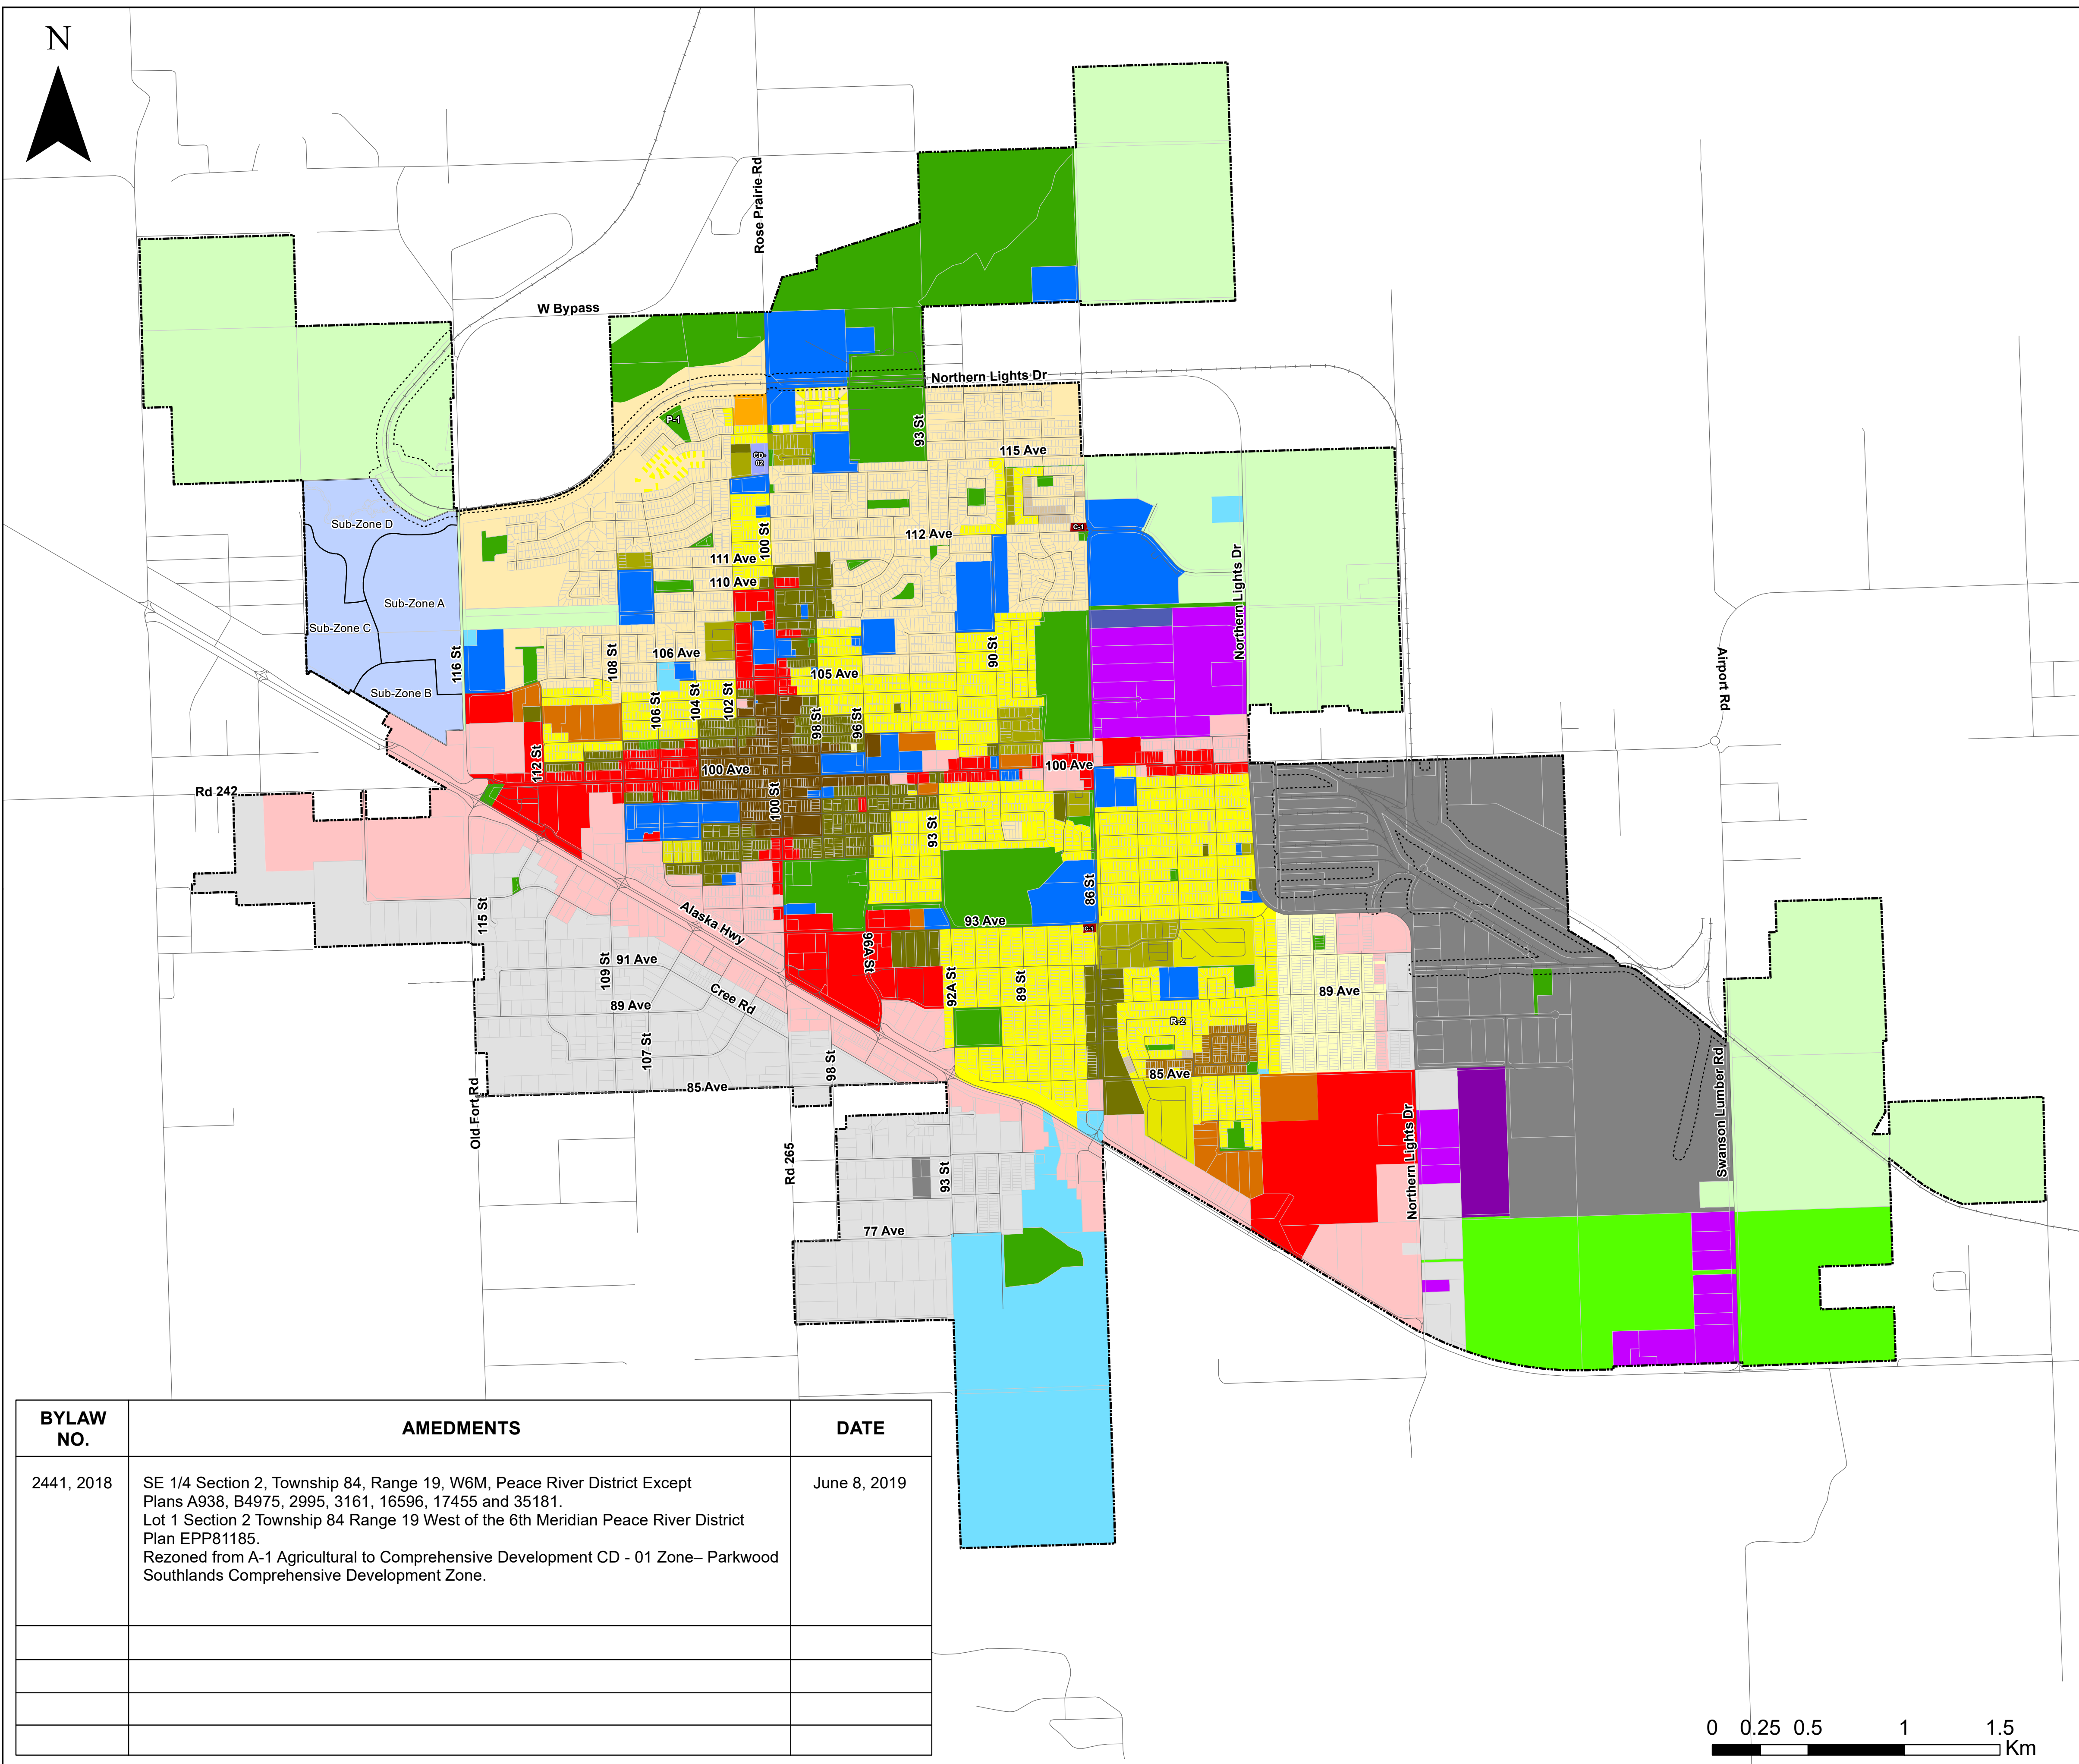 N
Rose Prairie Rd
W Bypass
Northern Lights Dr
P-1
93 St
115 Ave
CD-
02
Sub-Zone D
100 St
112 Ave
C-1
111 Ave
110 Ave
Northern Lights Dr
Sub-Zone A
Sub-Zone C
116 St
108 St
106 Ave
90 St
105 Ave
Airport Rd
Sub-Zone B
106 St
104 St
102 St
98 St
96 St
112 St
100 Ave
100 Ave
Rd 242
100 St
93 St
86 St
115 St
Alaska Hwy
93 Ave
C-1
96A St
109 St
91 Ave
92A St
89 St
89 Ave
Cree Rd
89 Ave
R-2
107 St
98 St
85 Ave
85 Ave
Old Fort Rd
Swanson Lumber Rd
Rd 265
93 St
Northern Lights Dr
77 Ave
BYLAW
NO.
AMEDMENTS
DATE
2441, 2018
SE 1/4 Section 2, Township 84, Range 19, W6M, Peace River District Except
Plans A938, B4975, 2995, 3161, 16596, 17455 and 35181.
Lot 1 Section 2 Township 84 Range 19 West of the 6th Meridian Peace River District
Plan EPP81185.
Rezoned from A-1 Agricultural to Comprehensive Development CD - 01 Zone– Parkwood
Southlands Comprehensive Development Zone.
June 8, 2019
0 0.25 0.5 1 1.5
Km